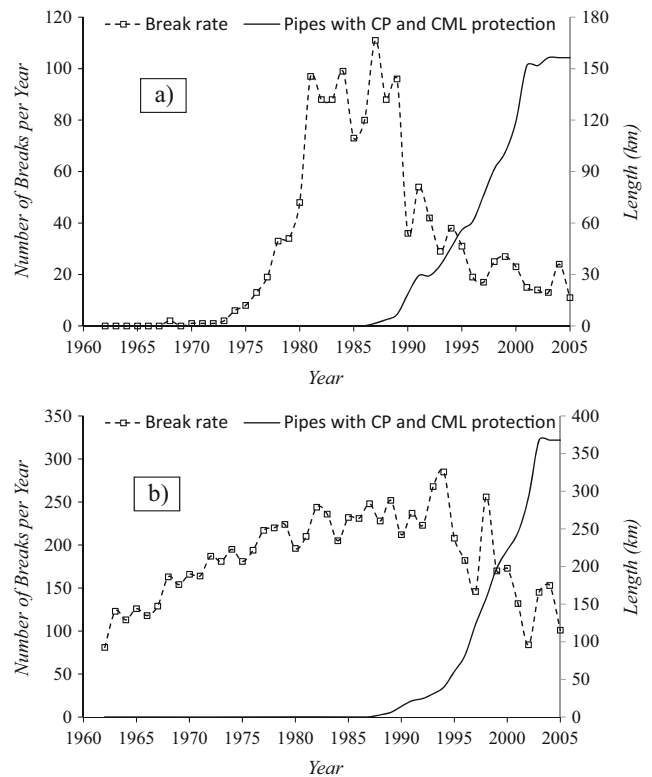 Break rate Pipes with CP and CML protection
a)
120
100
80
60
40
20
0
180
150
120
90
60
30
0
Number of Breaks per Year
Length (km)
1960 1965 1970 1975 1980 1985 1990 1995 2000 2005
Year
Break rate Pipes with CP and CML protection
b)
350
300
250
200
150
100
50
0
400
350
300
250
200
150
100
50
0
Number of Breaks per Year
Length (km)
1960 1965 1970 1975 1980 1985 1990 1995 2000 2005
Year